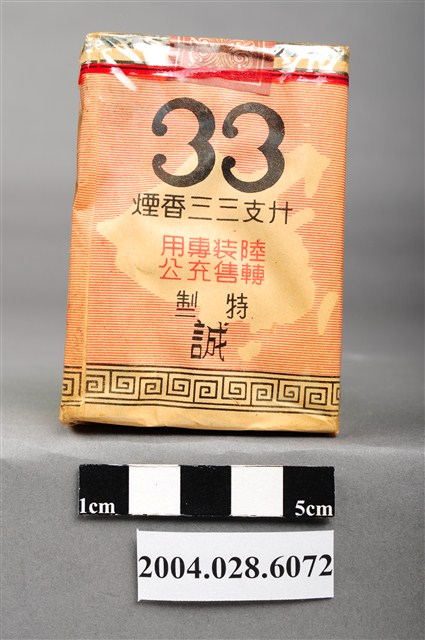 33
廿支三三香煙
陸裝專用
轉售充公
特製
誠
1cm 5cm
2004.028.6072